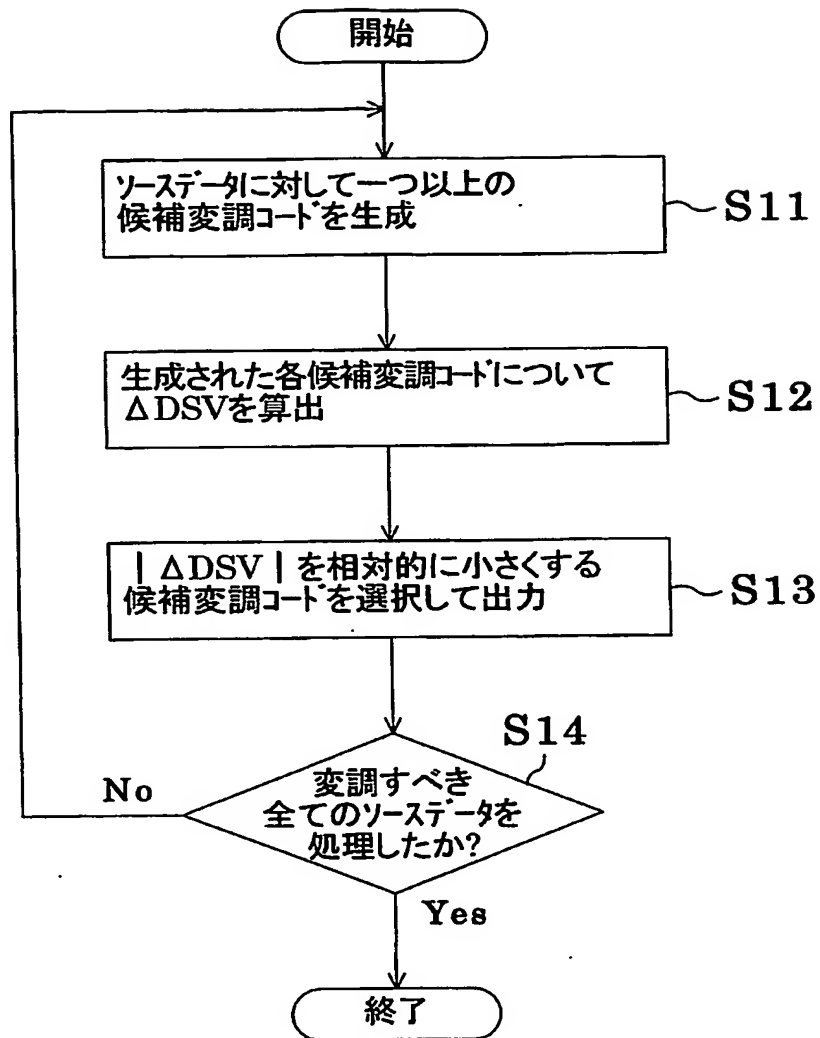 開始
ソースデータに対して一つ以上の
候補変調コードを生成
S11
生成された各候補変調コードについて
ΔDSVを算出
S12
|ΔDSV|を相対的に小さくする
候補変調コードを選択して出力
S13
S14
変調すべき
全てのソースデータを
処理したか?
No
Yes
終了